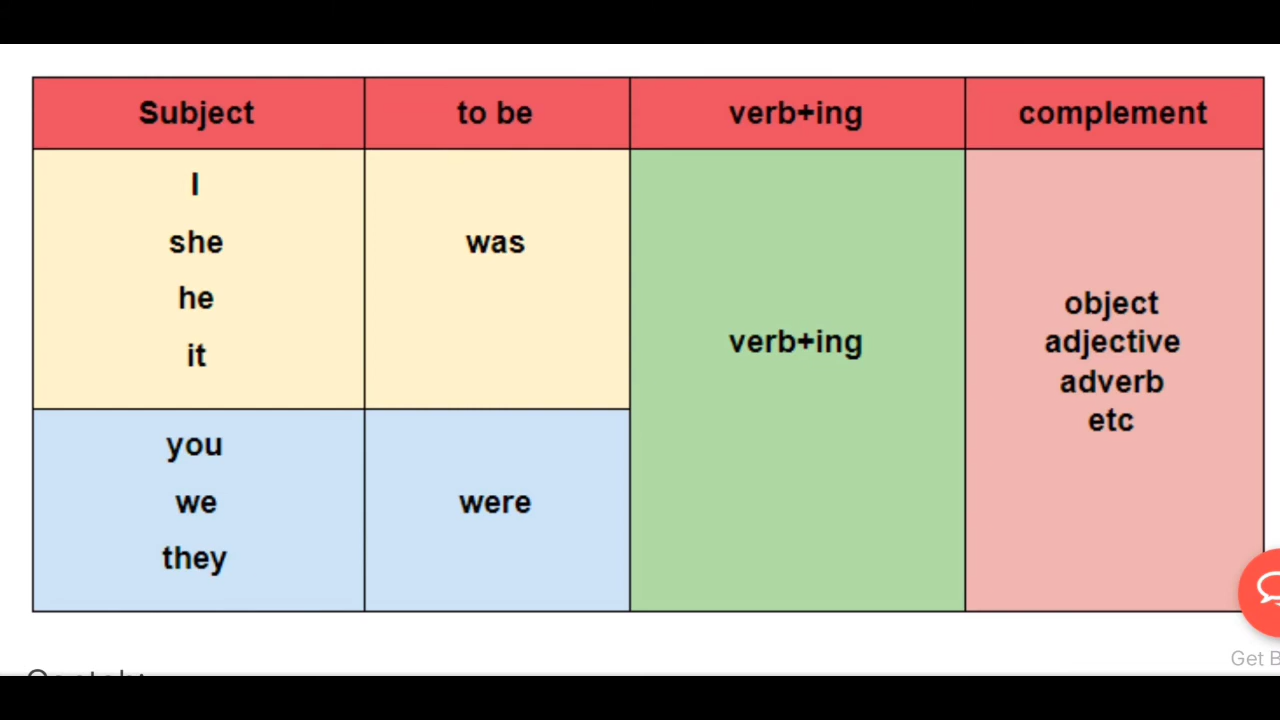 Subject to be verb+ing complement
I
she was
he
it
verb+ing
object
adjective
adverb
etc
you
we were
they
Get B